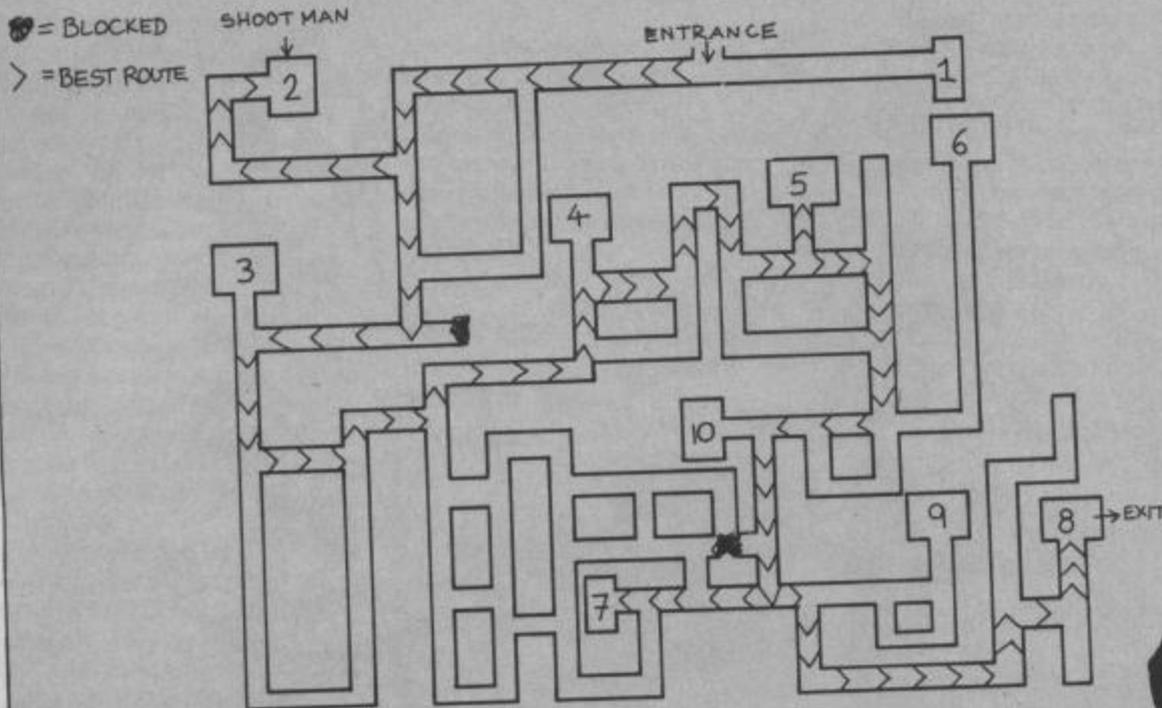 = BLOCKED
> = BEST ROUTE
SHOOT MAN
ENTRANCE
2
1
6
5
4
3
10
9
8
EXIT
7